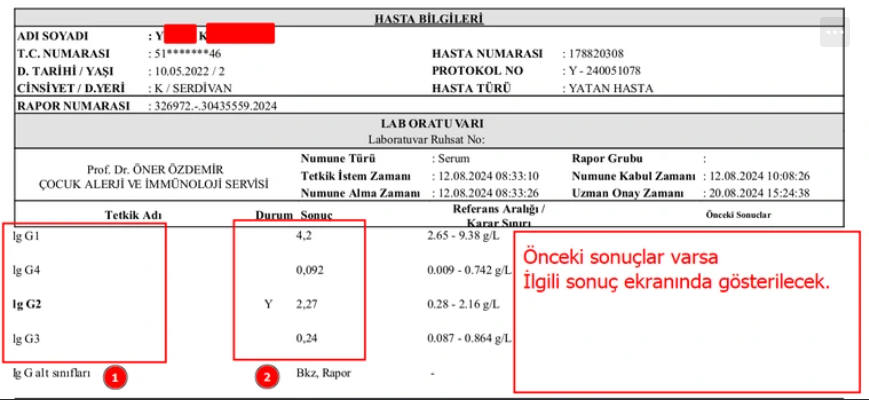 HASTA BİLGİLERİ
ADI SOYADI : Y K
T.C. NUMARASI : 51*******46 HASTA NUMARASI : 178820308
D. TARİHİ / YAŞI : 10.05.2022 / 2 PROTOKOL NO : Y - 240051078
CİNSİYET / D.YERİ : K / SERDİVAN HASTA TÜRÜ : YATAN HASTA
RAPOR NUMARASI : 326972.-.30435559.2024
LABORATUVARI
Laboratuvar Ruhsat No:
Prof. Dr. ÖNER ÖZDEMİR
ÇOCUK ALERJİ VE İMMÜNOLOJİ SERVİSİ
Numune Türü : Serum Rapor Grubu :
Tetkik İstem Zamanı : 12.08.2024 08:33:10 Numune Kabul Zamanı : 12.08.2024 10:08:26
Numune Alma Zamanı : 12.08.2024 08:33:26 Uzman Onay Zamanı : 20.08.2024 15:24:38
Tetkik Adı Durum Sonuç Referans Aralığı / Karar Sınırı Önceki Sonuclar
Ig G1 4,2 2.65 - 9.38 g/L
Ig G4 0,092 0.009 - 0.742 g/L
Ig G2 Y 2,27 0.28 - 2.16 g/L
Ig G3 0,24 0.087 - 0.864 g/L
Ig G alt sınıfları 1 2 Bkz, Rapor -
Önceki sonuçlar varsa
İlgili sonuç ekranında gösterilecek.